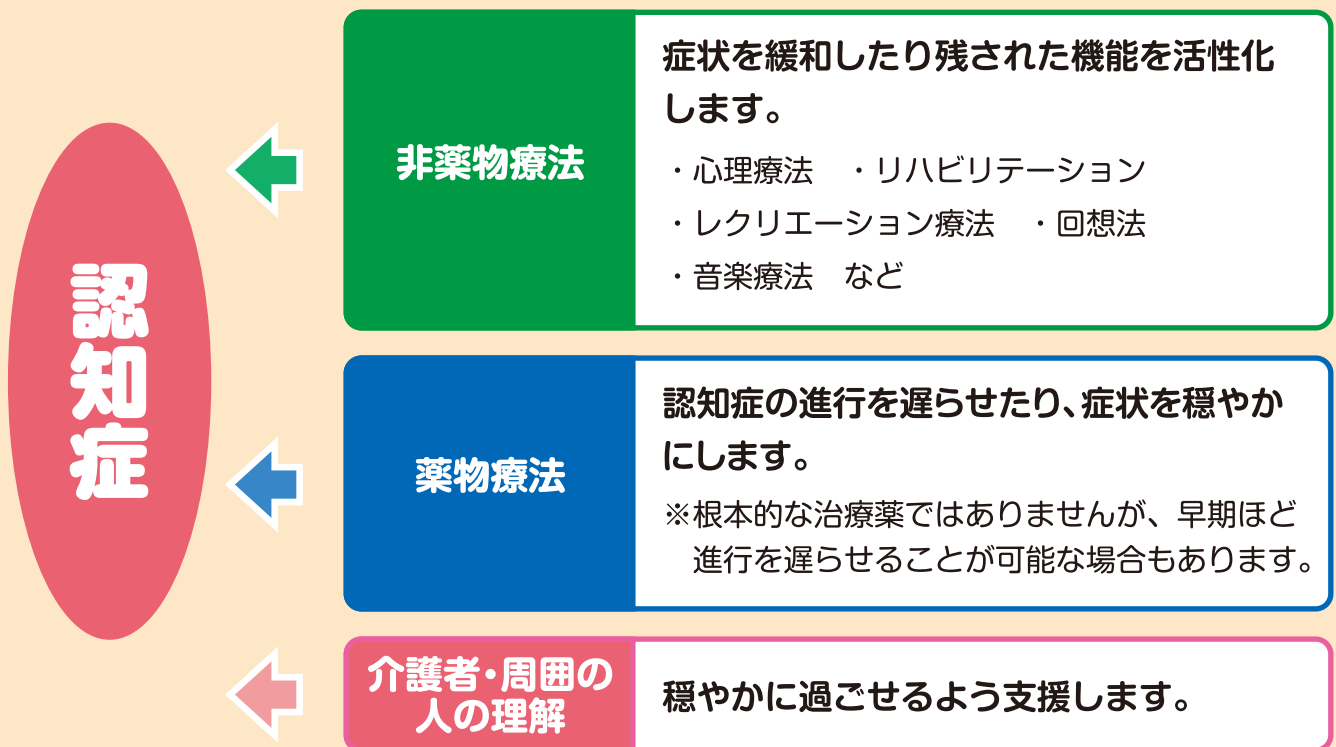 認知症
非薬物療法
症状を緩和したり残された機能を活性化
します。
・心理療法　・リハビリテーション
・レクリエーション療法　・回想法
・音楽療法　など
薬物療法
認知症の進行を遅らせたり、症状を穏やか
にします。
※根本的な治療薬ではありませんが、早期ほど
進行を遅らせることが可能な場合もあります。
介護者・周囲の
人の理解
穏やかに過ごせるよう支援します。